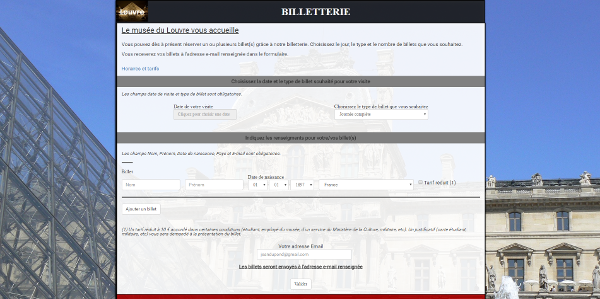 Louvre
BILLETTERIE
Le musée du Louvre vous accueille
Vous pouvez dès à présent réserver un ou plusieurs billet(s) grâce à notre billetterie. Choisissez le jour, le type et le nombre de billets que vous souhaitez.
Vous recevrez vos billets à l'adresse e-mail renseignée dans le formulaire.
Horaires et tarifs
Choisissez la date et le type de billet souhaité pour votre visite
Les champs date de visite et type de billet sont obligatoires.
Date de votre visite
Choisissez le type de billet que vous souhaitez
Cliquez pour choisir une date
Journée complète
Indiquez les renseignements pour votre/vos billet(s)
Les champs Nom, Prénom, Date de naissance, Pays et Email sont obligatoires.
Billet
Date de naissance
Nom
Prénom
01
01
France
Tarif réduit (1)
Ajouter un billet
(1) Un tarif réduit à 10 € accordé dans certaines conditions (étudiant, employé du musée, d'un service du Ministère de la Culture, militaire, etc). Un justificatif (carte étudiant, militaire, etc) vous sera demandé à la présentation du billet.
Votre adresse Email
Les billets seront envoyés à l'adresse e-mail renseignée
Valider